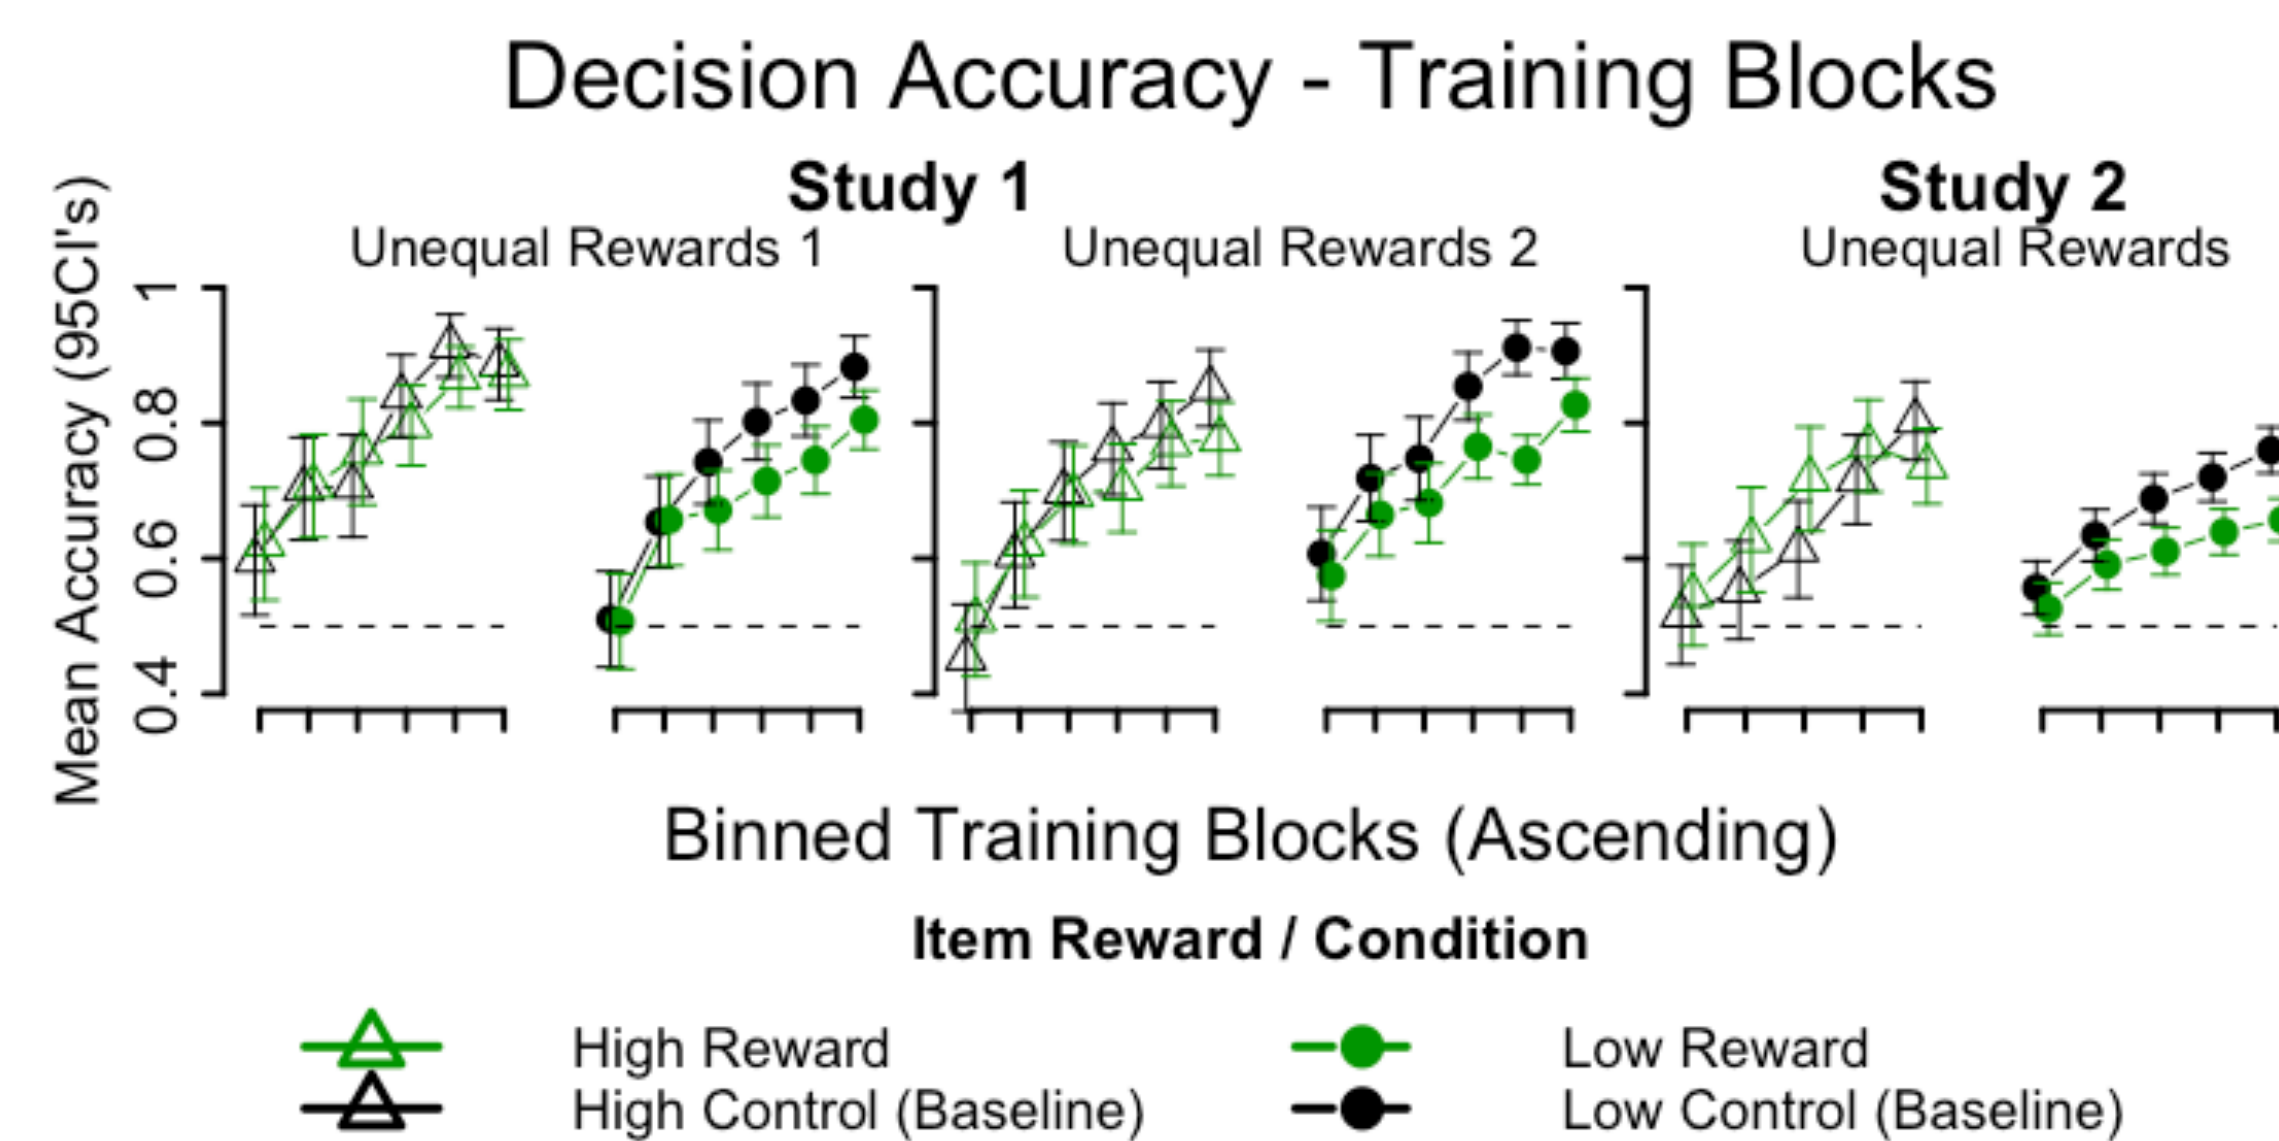 Decision Accuracy - Training Blocks
Study 1
Study 2
Unequal Rewards 1
Unequal Rewards 2
Unequal Rewards
Mean Accuracy (95CI's)
1
0.8
0.6
0.4
Binned Training Blocks (Ascending)
Item Reward / Condition
High Reward
Low Reward
High Control (Baseline)
Low Control (Baseline)